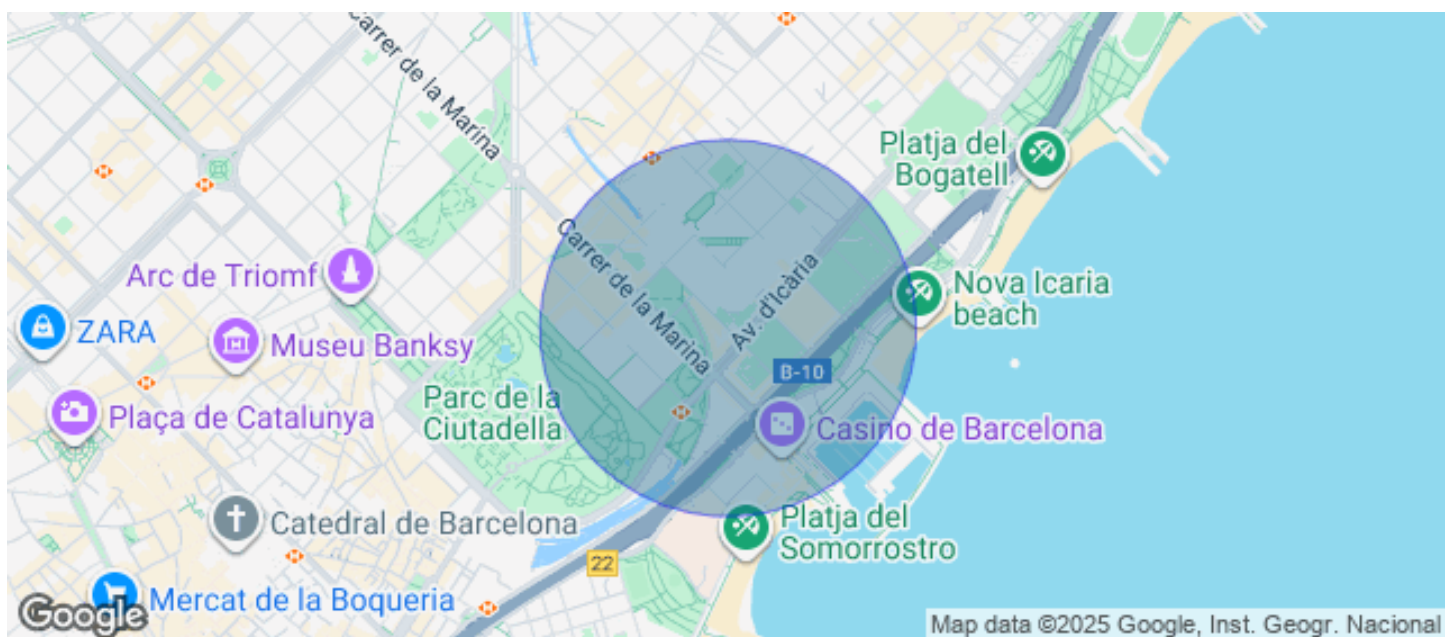 Carrer de la Marina
Platja del
Bogatell
Arc de Triomf
Carrer de la Marina
Av. d'Icària
Nova Icaria
beach
ZARA
Museu Banksy
B-10
Parc de la
Ciutadella
Plaça de Catalunya
Casino de Barcelona
Catedral de Barcelona
Platja del
Somorrostro
22
Mercat de la Boqueria
Google
Map data ©2025 Google, Inst. Geogr. Nacional